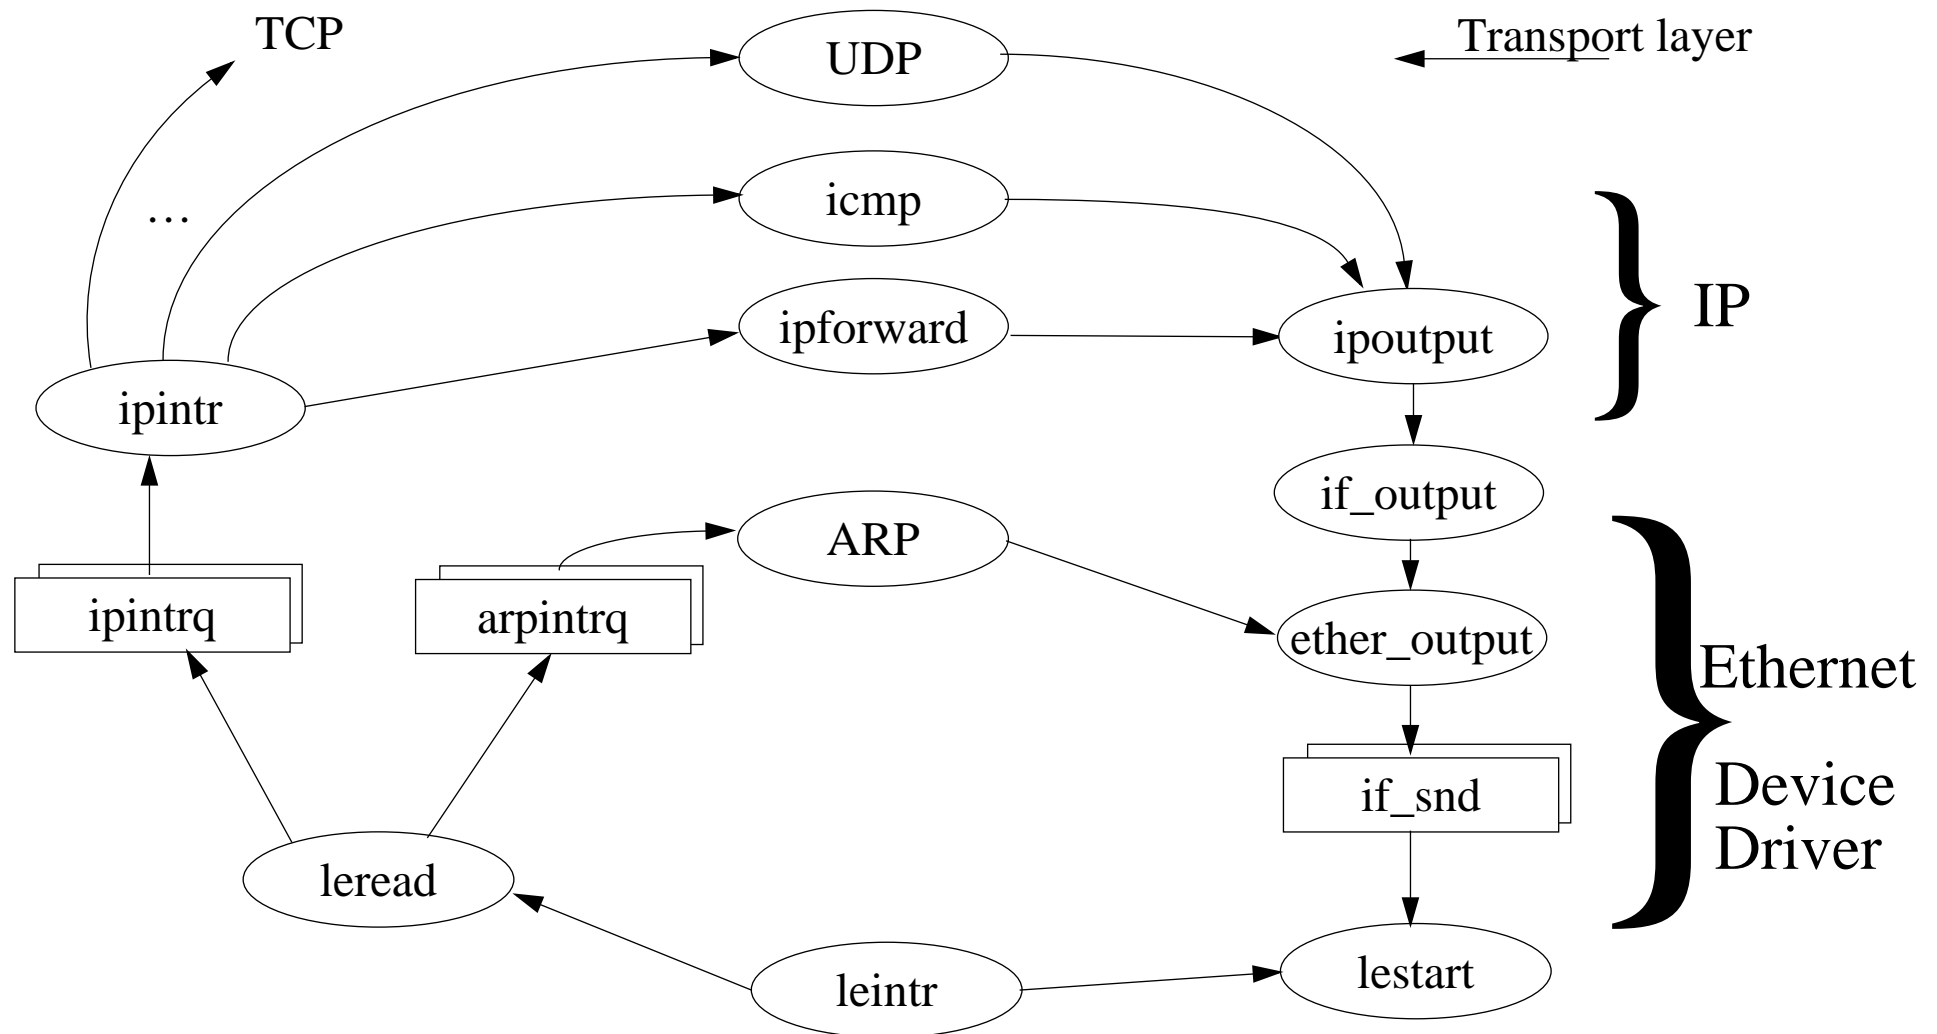 TCP
UDP
Transport layer
icmp
…
ipforward
ipoutput
IP
ipintr
if_output
ARP
ipintrq
arpintrq
ether_output
Ethernet
if_snd
Device
Driver
leread
leintr
lestart